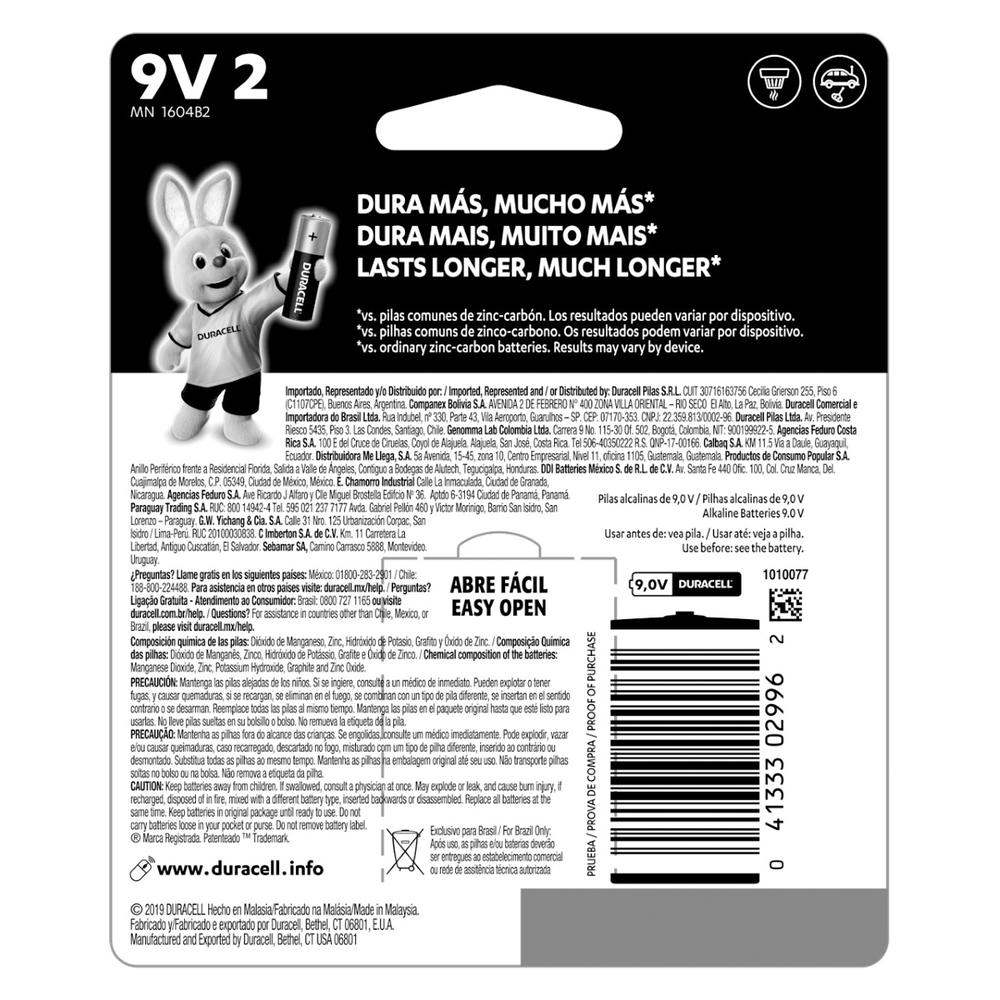 9V 2
MN 1604B2
DURACELL
DURACELL
+
DURA MÁS, MUCHO MÁS*
DURA MAIS, MUITO MAIS*
LASTS LONGER, MUCH LONGER*
*vs. pilas comunes de zinc-carbón. Los resultados pueden variar por dispositivo.
*vs. pilhas comuns de zinco-carbono. Os resultados podem variar por dispositivo.
*vs. ordinary zinc-carbon batteries. Results may vary by device.
Importado, Representado y/o Distribuido por: / Imported, Represented and / or Distributed by: Duracell Pilas S.R.L. CUIT 30716163756 Cecilia Grierson 255, Piso 6
(C1107CPE), Buenos Aires, Argentina. Companex Bolivia S.A. AVENIDA 2 DE FEBRERO N° 400 ZONA VILLA ORIENTAL – RIO SECO El Alto, La Paz, Bolivia. Duracell Comercial e
Importadora do Brasil Ltda, Rua Indubel, n° 330, Parte 43, Vila Aeroporto, Guarulhos – SP. CEP: 07170-353, CNPJ: 22.359.813/0002-96. Duracell Pilas Ltda. Av. Presidente
Riesco 5435, Piso 3. Las Condes, Santiago, Chile. Genomma Lab Colombia Ltda. Carrera 9 No. 115-30 Of. 502, Bogotá, Colombia, NIT: 900199922-5. Agencias Feduro Costa
Rica S.A. 100 E del Cruce de Ciruelas, Coyol de Alajuela, Alajuela, San José, Costa Rica. Tel 506-40350222 R.S. QNP-17-00166. Calbaq S.A. KM 11.5 Via a Daule, Guayaquil,
Ecuador. Distribuidora Me Llega, S.A. 5a Avenida, 15-45, zona 10, Centro Empresarial, Nivel 11, oficina 1105, Guatemala, Guatemala. Productos de Consumo Popular S.A.
Anillo Periférico frente a Residencial Florida, Salida a Valle de Ángeles, Contiguo a Bodegas de Alutech, Tegucigalpa, Honduras. DDI Batteries México S. de R.L. de C.V. Av. Santa Fe 440 Ofic. 100, Col. Cruz Manca, Del.
Cuajimalpa de Morelos, C.P. 05349, Ciudad de México, México. E. Chamorro Industrial Calle La Inmaculada, Ciudad de Granada,
Nicaragua. Agencias Feduro S.A. Ave Ricardo J Alfaro y Cle Miguel Brostella Edificio N° 36. Aptdo 6-3194 Ciudad de Panamá, Panamá.
Paraguay Trading S.A. RUC: 800 14942-4 Tel. 595 021 237 7177 Avda. Gabriel Pellón 460 y Victor Morinigo, Barrio San Isidro, San
Lorenzo – Paraguay. G.W. Yichang & Cia. S.A. Calle 31 Nro. 125 Urbanización Corpac, San
Isidro / Lima-Perú. RUC 20100030838. C Imberton S.A. de C.V. Km. 11 Carretera La
Libertad, Antiguo Cuscatlán, El Salvador. Sebamar SA, Camino Carrasco 5888, Montevideo.
Uruguay.
Pilas alcalinas de 9,0 V / Pilhas alcalinas de 9,0 V
Alkaline Batteries 9.0 V
Usar antes de: vea pila. / Usar até: veja a pilha.
Use before: see the battery.
¿Preguntas? Llame gratis en los siguientes países: México: 01800-283-2901 / Chile:
188-800-224488. Para asistencia en otros países visite: duracell.mx/help. / Perguntas?
Ligação Gratuita - Atendimento ao Consumidor: Brasil: 0800 727 1165 ou visite
duracell.com.br/help. / Questions? For assistance in countries other than Chile, Mexico, or
Brazil, please visit duracell.mx/help.
ABRE FÁCIL
EASY OPEN
9,0V DURACELL
1010077
Composición química de las pilas: Dióxido de Manganeso, Zinc, Hidróxido de Potasio, Grafito y Óxido de Zinc. / Composição Química
das pilhas: Dióxido de Manganês, Zinco, Hidróxido de Potássio, Grafite e Óxido de Zinco. / Chemical composition of the batteries:
Manganese Dioxide, Zinc, Potassium Hydroxide, Graphite and Zinc Oxide.
PRECAUCIÓN: Mantenga las pilas alejadas de los niños. Si se ingiere, consulte a un médico de inmediato. Pueden explotar o tener
fugas, y causar quemaduras, si se recargan, se eliminan en el fuego, se combinan con un tipo de pila diferente, se insertan en el sentido
contrario o se desarman. Reemplace todas las pilas al mismo tiempo. Mantenga las pilas en el paquete original hasta que esté listo para
usarlas. No lleve pilas sueltas en su bolsillo o bolso. No remueva la etiqueta de la pila.
PRECAUÇÃO: Mantenha as pilhas fora do alcance das crianças. Se engolidas, consulte um médico imediatamente. Pode explodir, vazar
e/ou causar queimaduras, caso recarregado, descartado no fogo, misturado com um tipo de pilha diferente, inserido ao contrário ou
desmontado. Substitua todas as pilhas ao mesmo tempo. Mantenha as pilhas na embalagem original até seu uso. Não transporte pilhas
soltas no bolso ou na bolsa. Não remova a etiqueta da pilha.
CAUTION: Keep batteries away from children. If swallowed, consult a physician at once. May explode or leak, and cause burn injury, if
recharged, disposed of in fire, mixed with a different battery type, inserted backwards or disassembled. Replace all batteries at the
same time. Keep batteries in original package until ready to use. Do not
carry batteries loose in your pocket or purse. Do not remove battery label.
® Marca Registrada. Patenteado ™ Trademark.
www.duracell.info
Exclusivo para Brasil / For Brazil Only:
Após uso, as pilhas e/ou baterias deverão
ser entregues ao estabelecimento comercial
ou rede de assistência técnica autorizada
PRUEBA / PROVA DE COMPRA / PROOF OF PURCHASE
0 41333 02996 2
© 2019 DURACELL Hecho en Malasia/Fabricado na Malásia/Made in Malaysia.
Fabricado y/Fabricado e exportado por Duracell, Bethel, CT 06801, E.U.A.
Manufactured and Exported by Duracell, Bethel, CT USA 06801